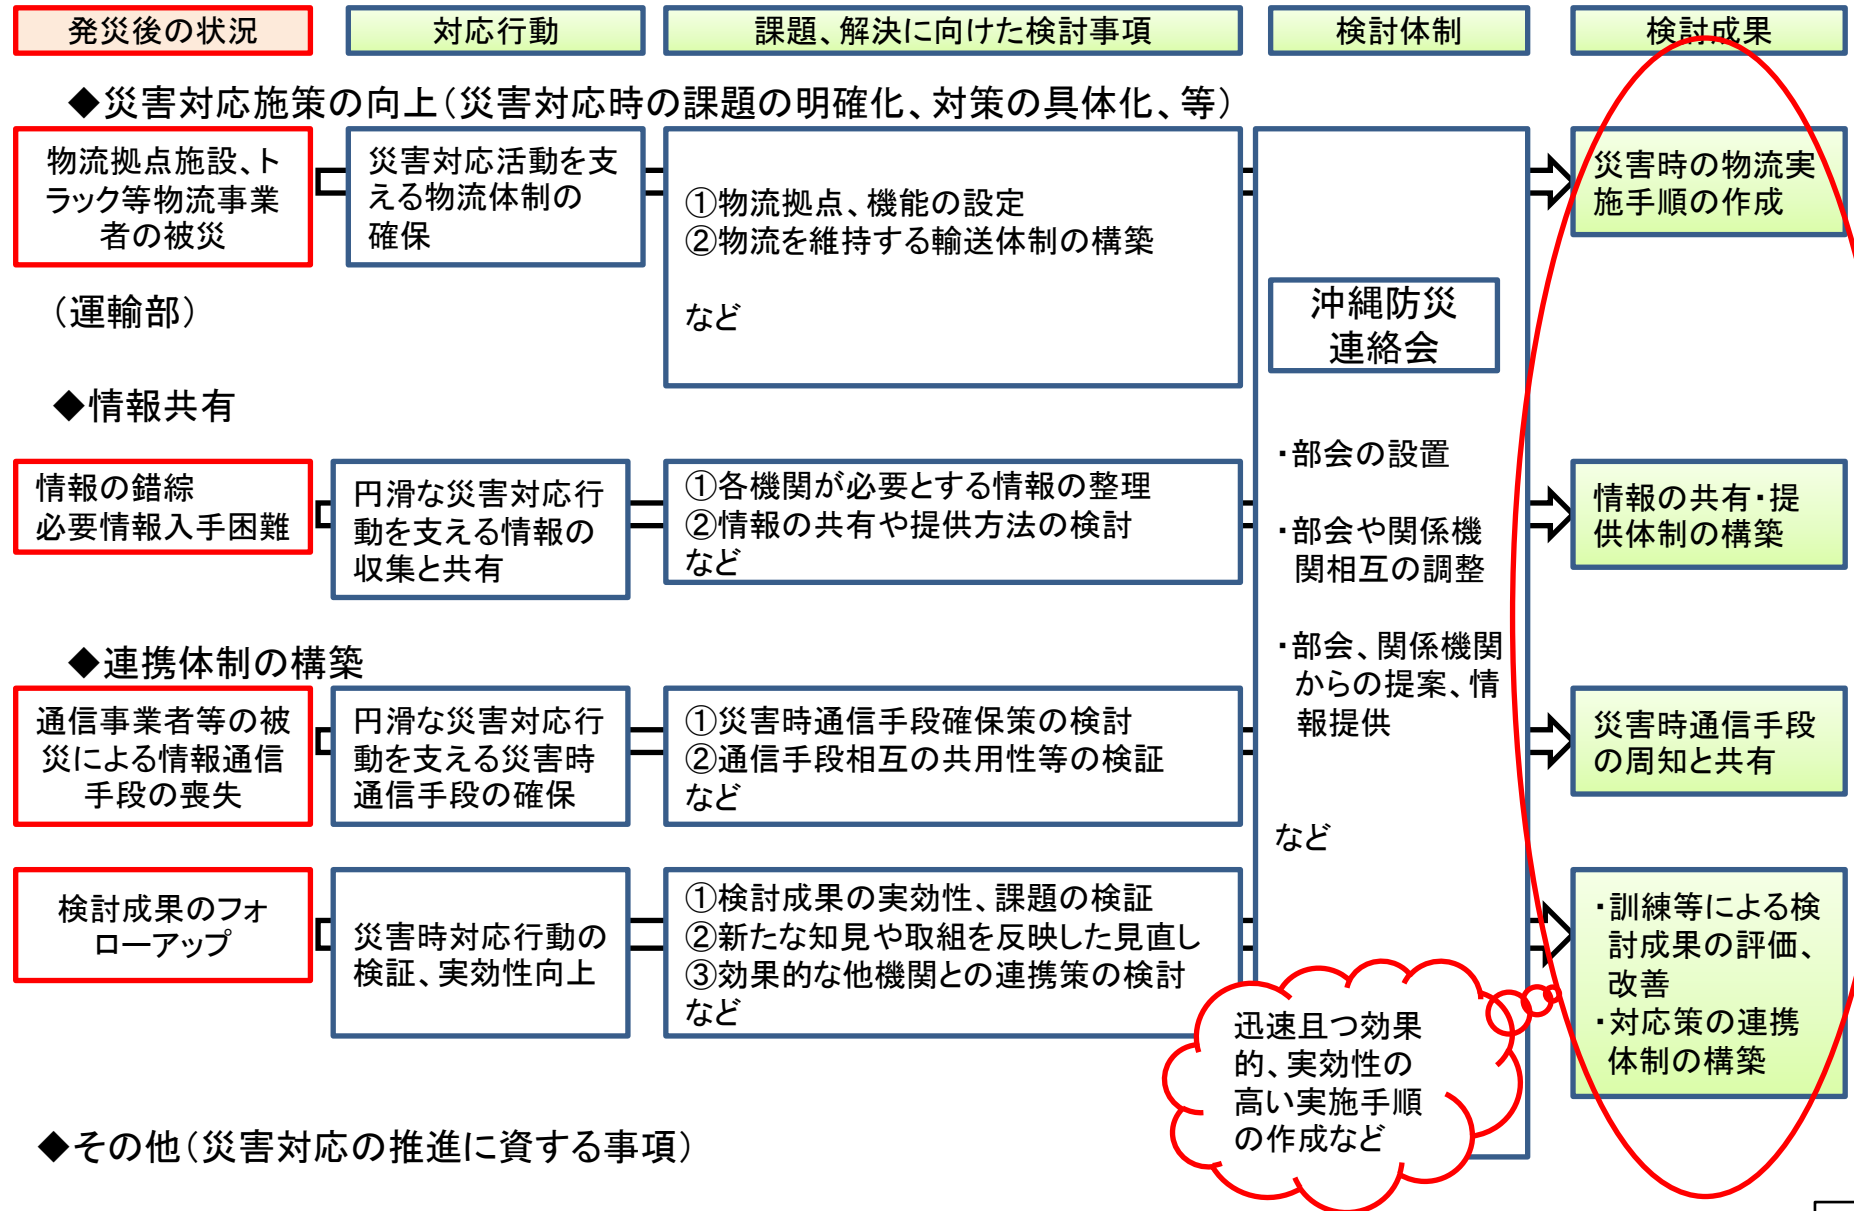 発災後の状況
対応行動
課題、解決に向けた検討事項
検討体制
検討成果
◆災害対応施策の向上(災害対応時の課題の明確化、対策の具体化、等)
物流拠点施設、ト
ラック等物流事業
者の被災
災害対応活動を支
える物流体制の
確保
①物流拠点、機能の設定
②物流を維持する輸送体制の構築
など
災害時の物流実
施手順の作成
(運輸部)
沖縄防災
連絡会
・部会の設置
・部会や関係機
関相互の調整
・部会、関係機関
からの提案、情
報提供
など
◆情報共有
情報の錯綜
必要情報入手困難
円滑な災害対応行
動を支える情報の
収集と共有
①各機関が必要とする情報の整理
②情報の共有や提供方法の検討
など
情報の共有・提
供体制の構築
◆連携体制の構築
通信事業者等の被
災による情報通信
手段の喪失
円滑な災害対応行
動を支える災害時
通信手段の確保
①災害時通信手段確保策の検討
②通信手段相互の共用性等の検証
など
災害時通信手段
の周知と共有
検討成果のフォ
ローアップ
災害時対応行動の
検証、実効性向上
①検討成果の実効性、課題の検証
②新たな知見や取組を反映した見直し
③効果的な他機関との連携策の検討
など
・訓練等による検
討成果の評価、
改善
・対応策の連携
体制の構築
迅速且つ効果
的、実効性の
高い実施手順
の作成など
◆その他(災害対応の推進に資する事項)